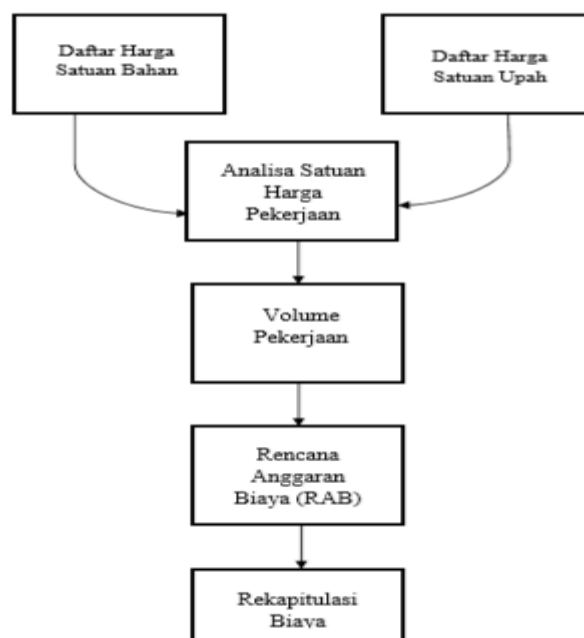 Daftar Harga
Satuan Bahan
Daftar Harga
Satuan Upah
Analisa Satuan
Harga
Pekerjaan
Volume
Pekerjaan
Rencana
Anggaran
Biaya (RAB)
Rekapitulasi
Biaya